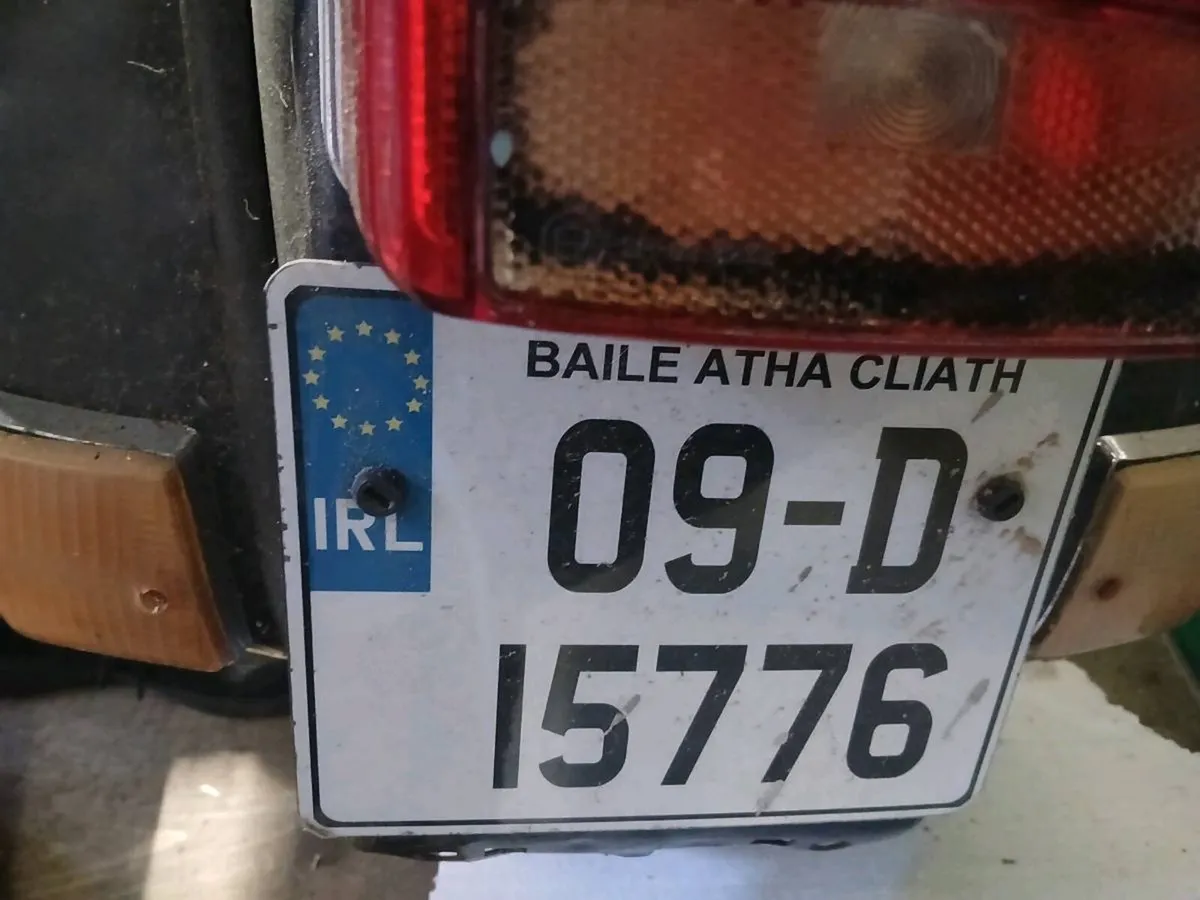 BAILE ATHA CLIATH
IRL
09-D
15776